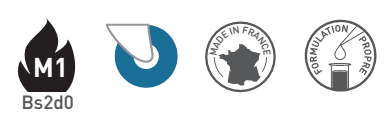 M1
Bs2d0
MADE IN FRANCE
FORMULATION
PROPRE